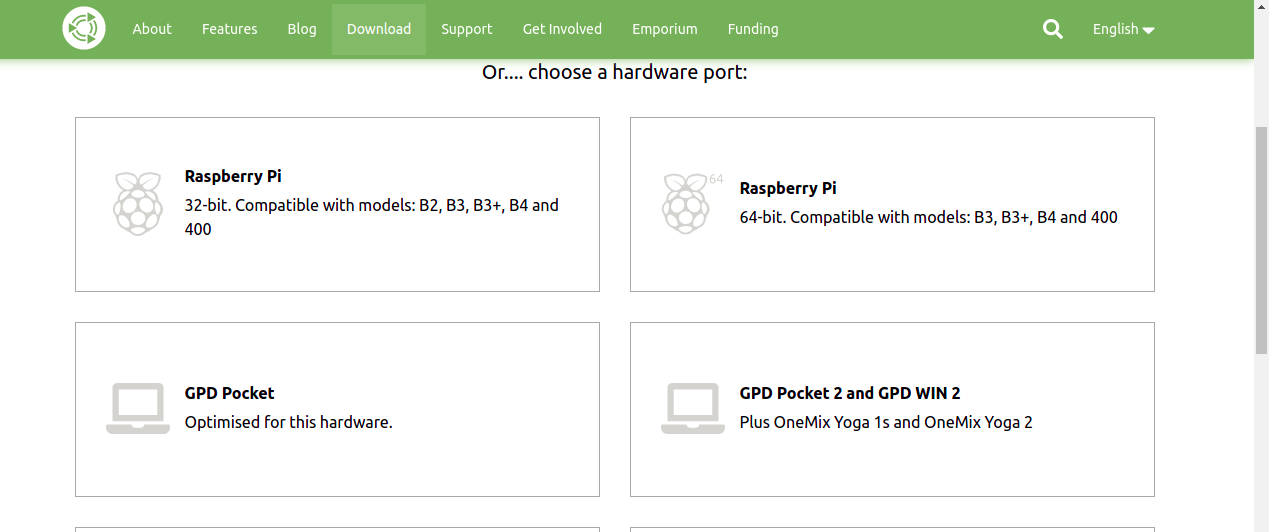 About Features Blog Download Support Get Involved Emporium Funding English
Or.... choose a hardware port:
Raspberry Pi
32-bit. Compatible with models: B2, B3, B3+, B4 and
400
64
Raspberry Pi
64-bit. Compatible with models: B3, B3+, B4 and 400
GPD Pocket
Optimised for this hardware.
GPD Pocket 2 and GPD WIN 2
Plus OneMix Yoga 1s and OneMix Yoga 2